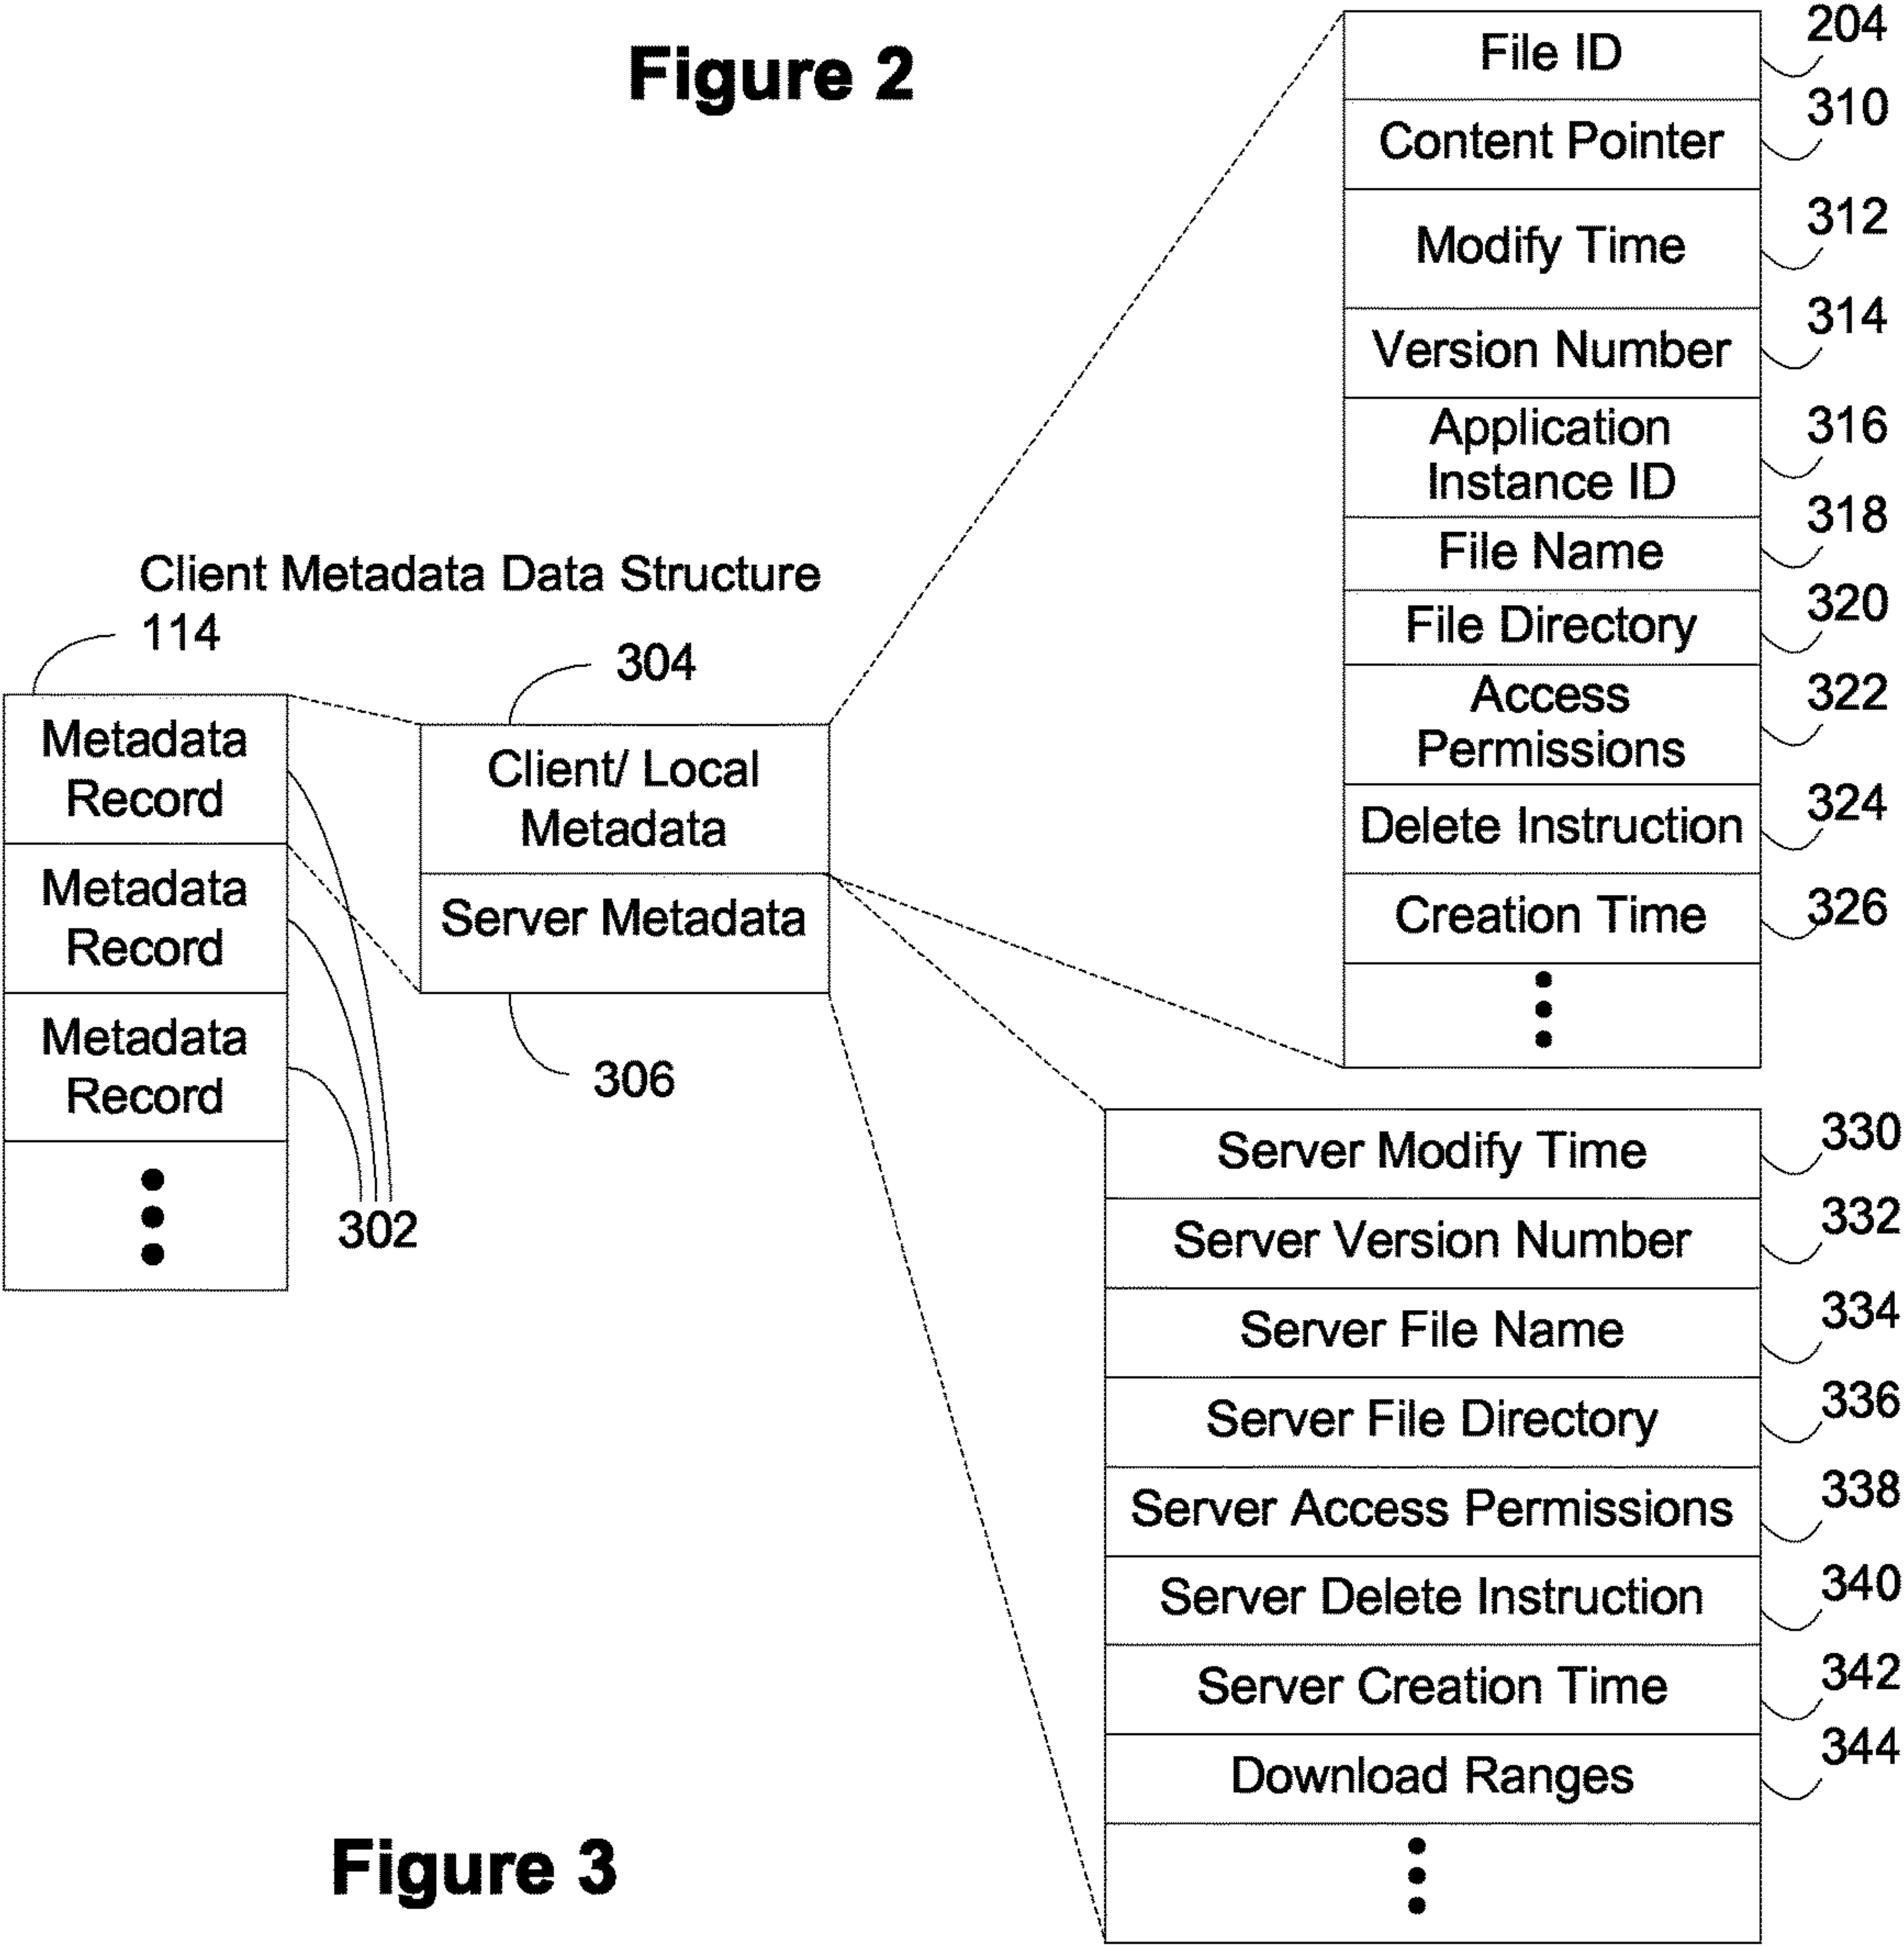 Figure 2
File ID
204
Content Pointer
310
Modify Time
312
Version Number
314
Application
Instance ID
316
File Name
318
File Directory
320
Access
Permissions
322
Delete Instruction
324
Creation Time
326
Client Metadata Data Structure
114
304
Metadata
Record
Metadata
Record
Metadata
Record
302
Client/ Local
Metadata
Server Metadata
306
Server Modify Time
330
Server Version Number
332
Server File Name
334
Server File Directory
336
Server Access Permissions
338
Server Delete Instruction
340
Server Creation Time
342
Download Ranges
344
Figure 3